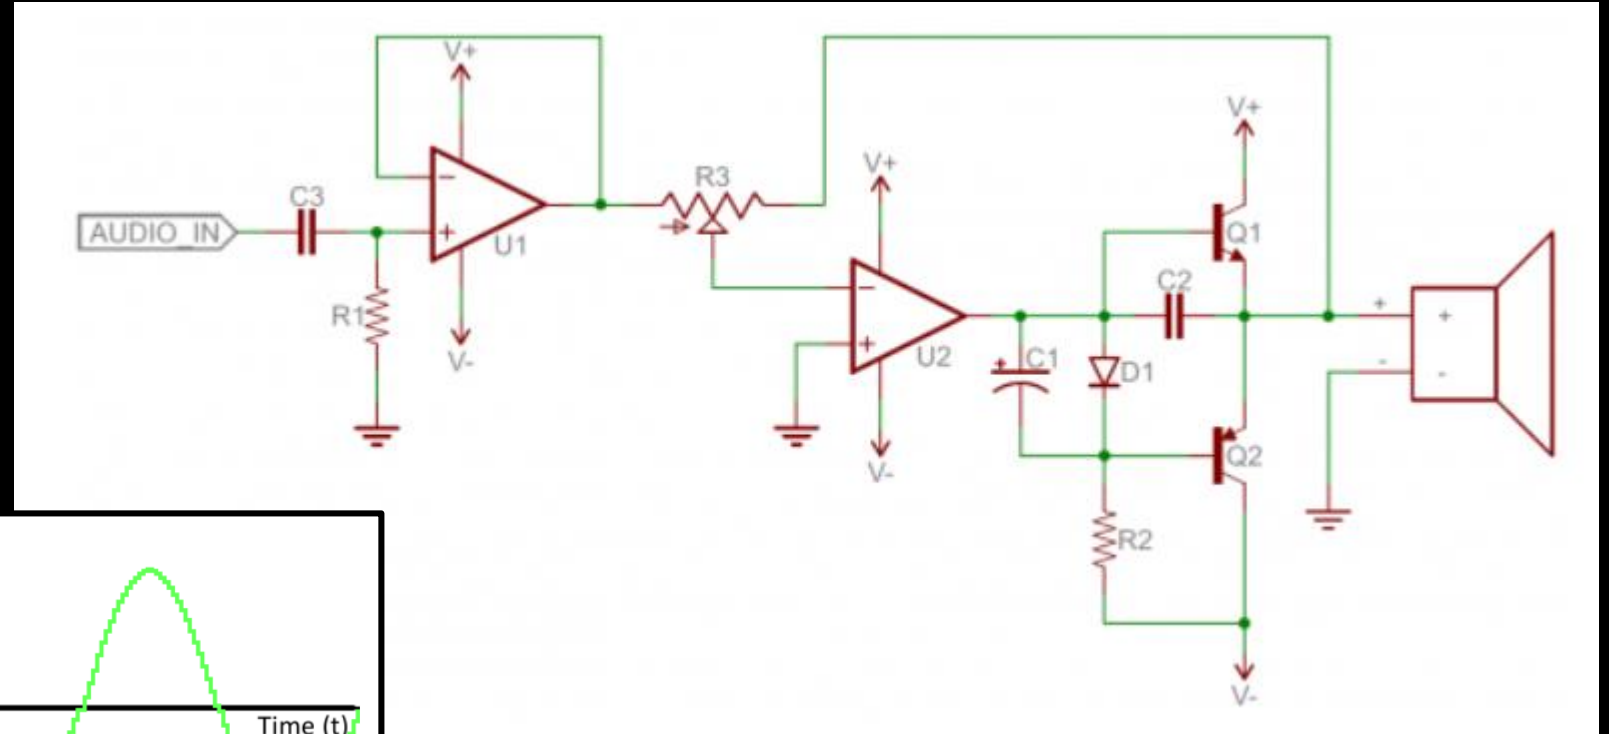 V+
V+
V+
R3
C3
AUDIO_IN
-
+
U1
Q1
C2
+
+
-
R1
V-
+
U2
+
C1
D1
-
-
Q2
V-
R2
V-
Time (t)